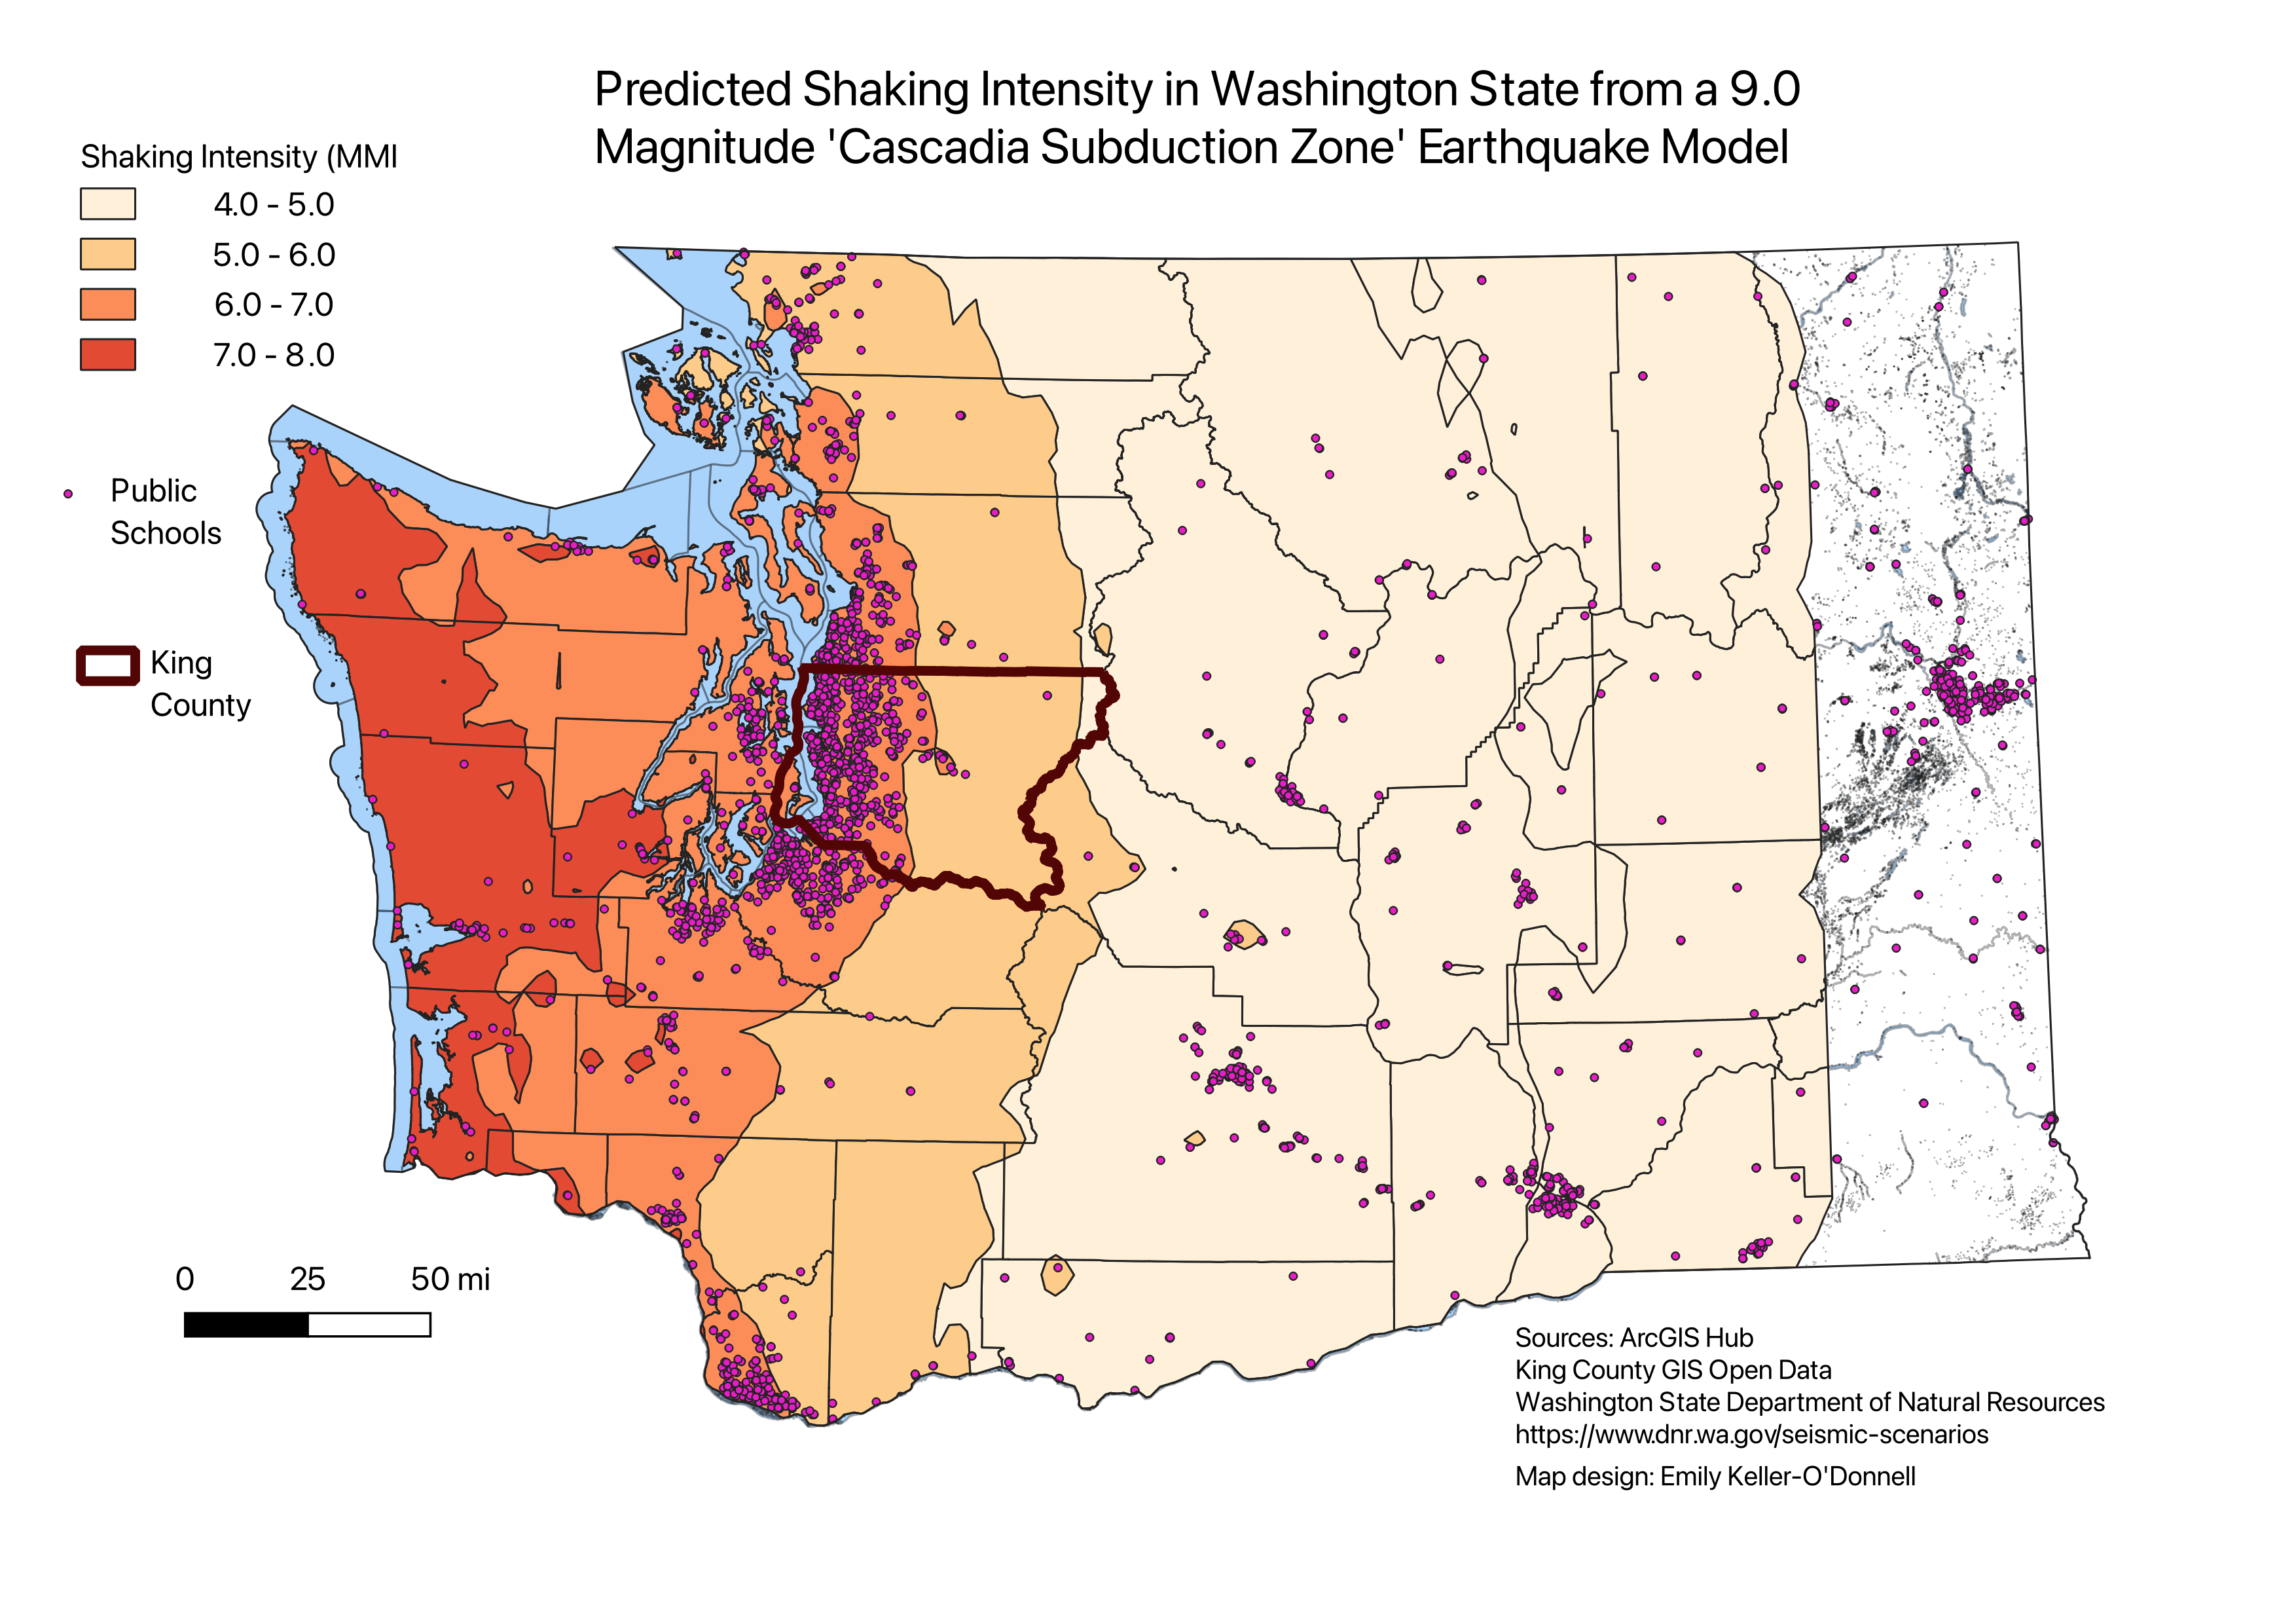 Predicted Shaking Intensity in Washington State from a 9.0
Magnitude 'Cascadia Subduction Zone' Earthquake Model
Shaking Intensity (MMI
4.0 - 5.0
5.0 - 6.0
6.0 - 7.0
7.0 - 8.0
Public
Schools
King
County
0 25 50 mi
Sources: ArcGIS Hub
King County GIS Open Data
Washington State Department of Natural Resources
https://www.dnr.wa.gov/seismic-scenarios
Map design: Emily Keller-O'Donnell